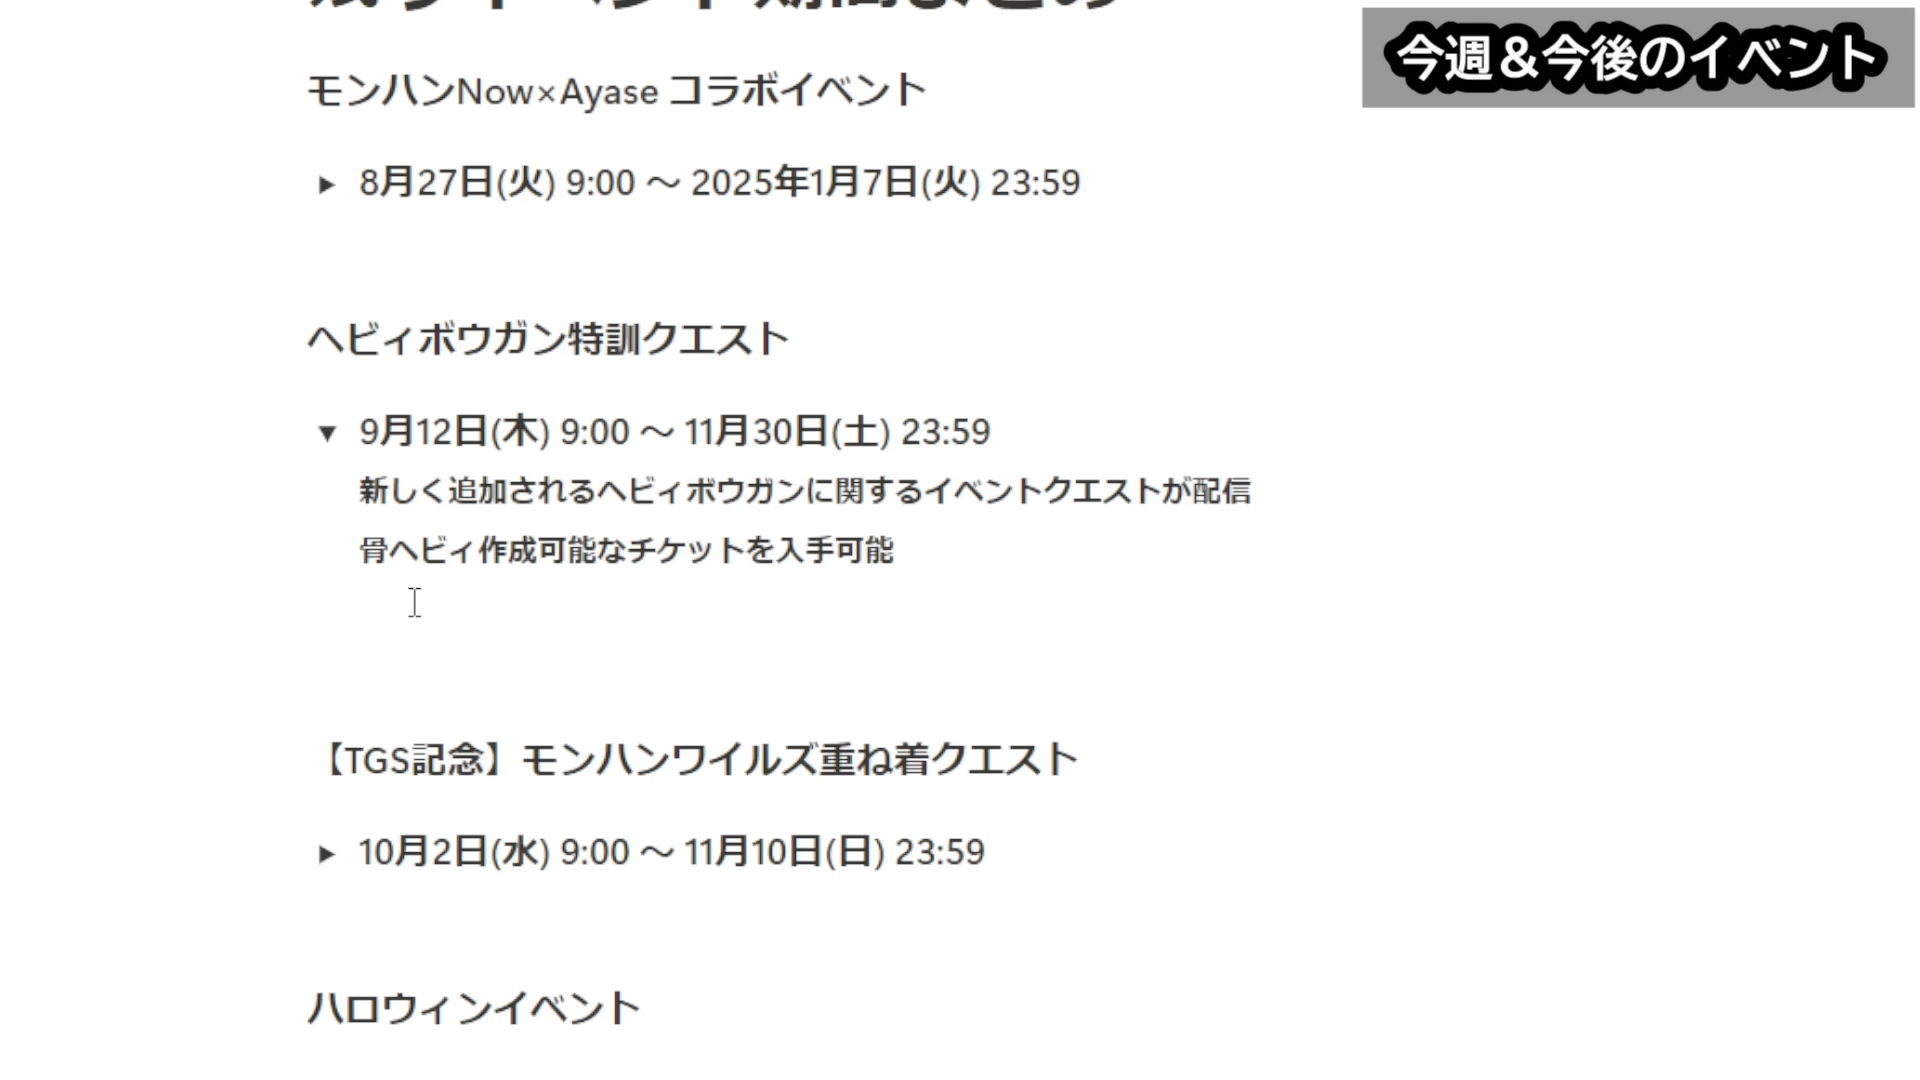 今週＆今後のイベント
モンハンNow×Ayase コラボイベント
▶ 8月27日(火) 9:00 〜 2025年1月7日(火) 23:59
ヘビィボウガン特訓クエスト
▼ 9月12日(木) 9:00 〜 11月30日(土) 23:59
新しく追加されるヘビィボウガンに関するイベントクエストが配信
骨ヘビィ作成可能なチケットを入手可能
【TGS記念】モンハンワイルズ重ね着クエスト
▶ 10月2日(水) 9:00 〜 11月10日(日) 23:59
ハロウィンイベント